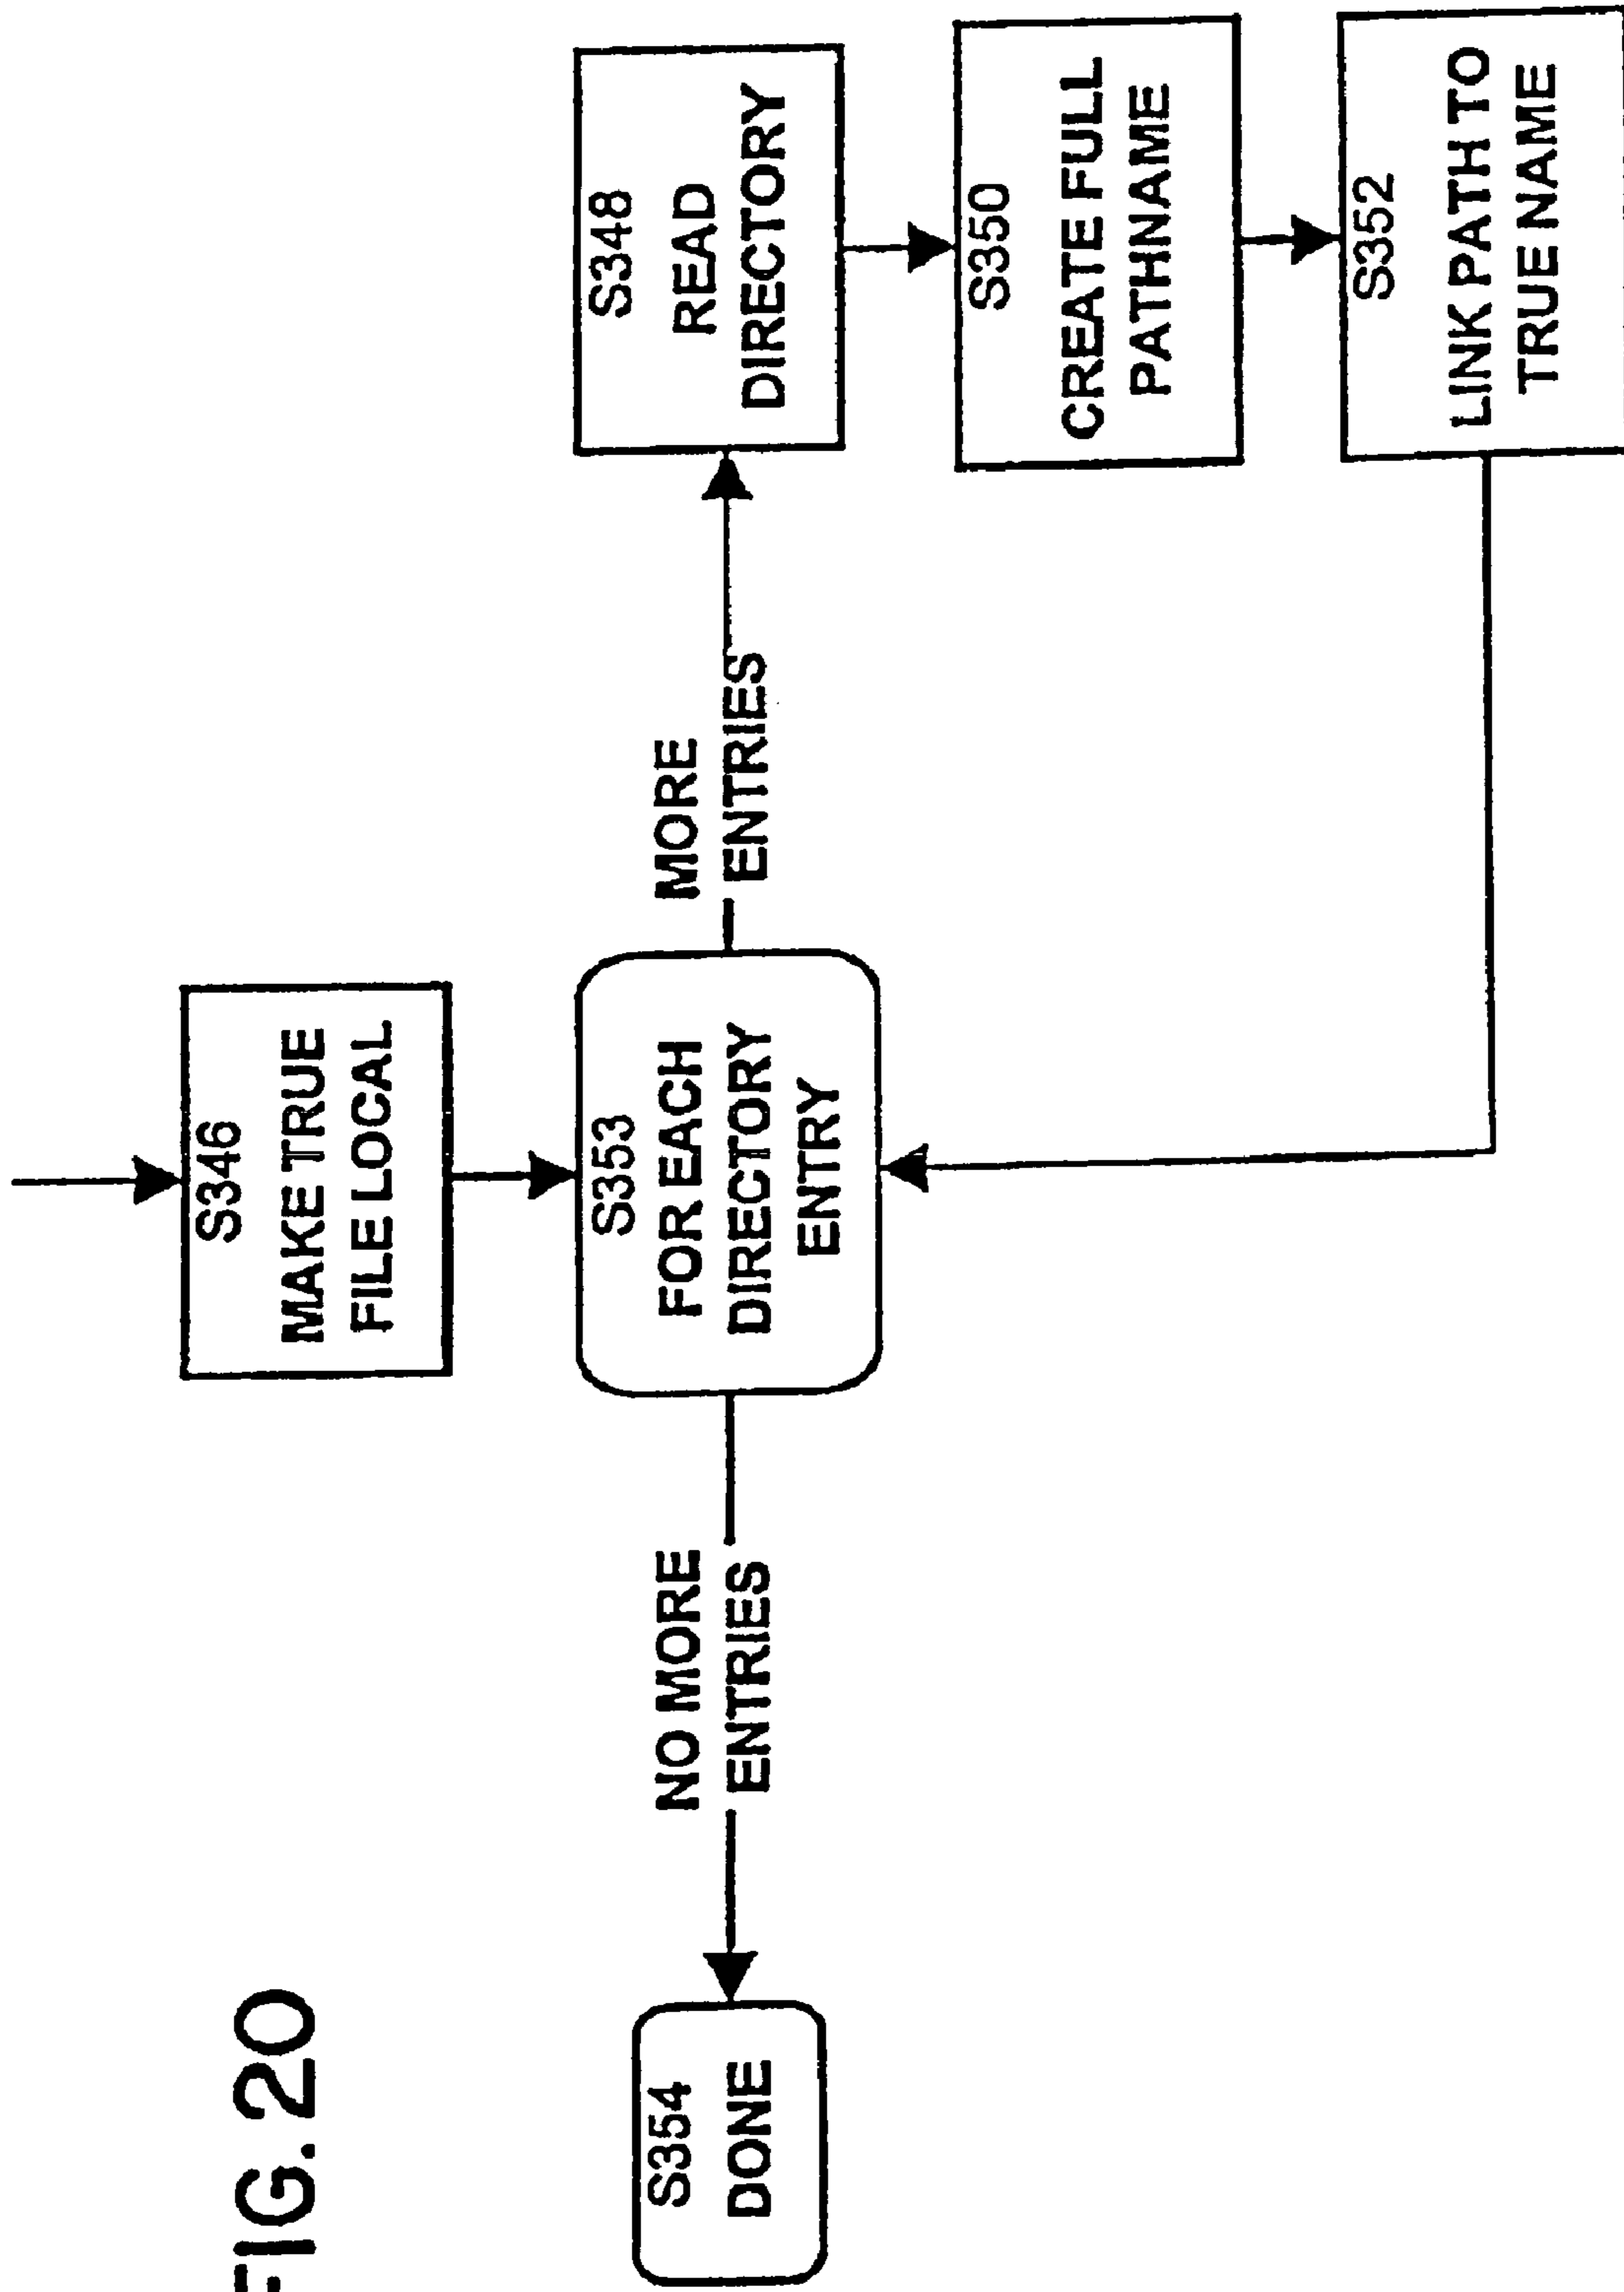 FIG. 20
S346
MAKE TRUE
FILE LOCAL
S353
FOR EACH
DIRECTORY
ENTRY
NO MORE
ENTRIES
S354
DONE
MORE
ENTRIES
S348
READ
DIRECTORY
S350
CREATE FULL
PATHNAME
S352
LINK PATH TO
TRUE NAME